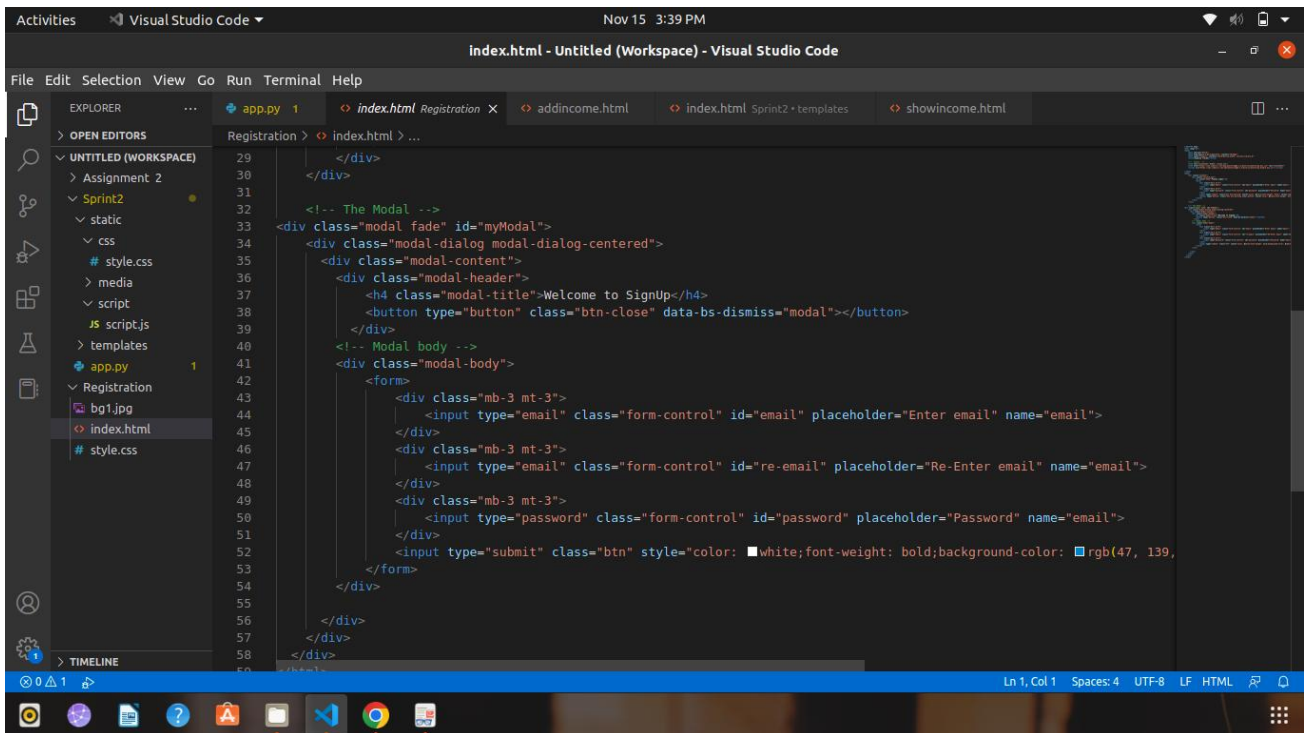 Activities Visual Studio Code Nov 15 3:39 PM
index.html - Untitled (Workspace) - Visual Studio Code
File Edit Selection View Go Run Terminal Help
EXPLORER ...
OPEN EDITORS
UNTITLED (WORKSPACE)
Assignment 2
Sprint2
static
css
# style.css
media
script
JS script.js
templates
app.py 1
Registration
bg1.jpg
index.html
# style.css
TIMELINE
app.py 1 index.html Registration X addincome.html index.html Sprint2 • templates showincome.html ...
Registration > index.html > ...
29 </div>
30 </div>
31
32 <!-- The Modal -->
33 <div class="modal fade" id="myModal">
34 <div class="modal-dialog modal-dialog-centered">
35 <div class="modal-content">
36 <div class="modal-header">
37 <h4 class="modal-title">Welcome to SignUp</h4>
38 <button type="button" class="btn-close" data-bs-dismiss="modal"></button>
39 </div>
40 <!-- Modal body -->
41 <div class="modal-body">
42 <form>
43 <div class="mb-3 mt-3">
44 <input type="email" class="form-control" id="email" placeholder="Enter email" name="email">
45 </div>
46 <div class="mb-3 mt-3">
47 <input type="email" class="form-control" id="re-email" placeholder="Re-Enter email" name="email">
48 </div>
49 <div class="mb-3 mt-3">
50 <input type="password" class="form-control" id="password" placeholder="Password" name="email">
51 </div>
52 <input type="submit" class="btn" style="color: white;font-weight: bold;background-color: rgb(47, 139,
53 </form>
54 </div>
55
56 </div>
57 </div>
58 </div>
59 </html>
0 1 Ln 1, Col 1 Spaces: 4 UTF-8 LF HTML